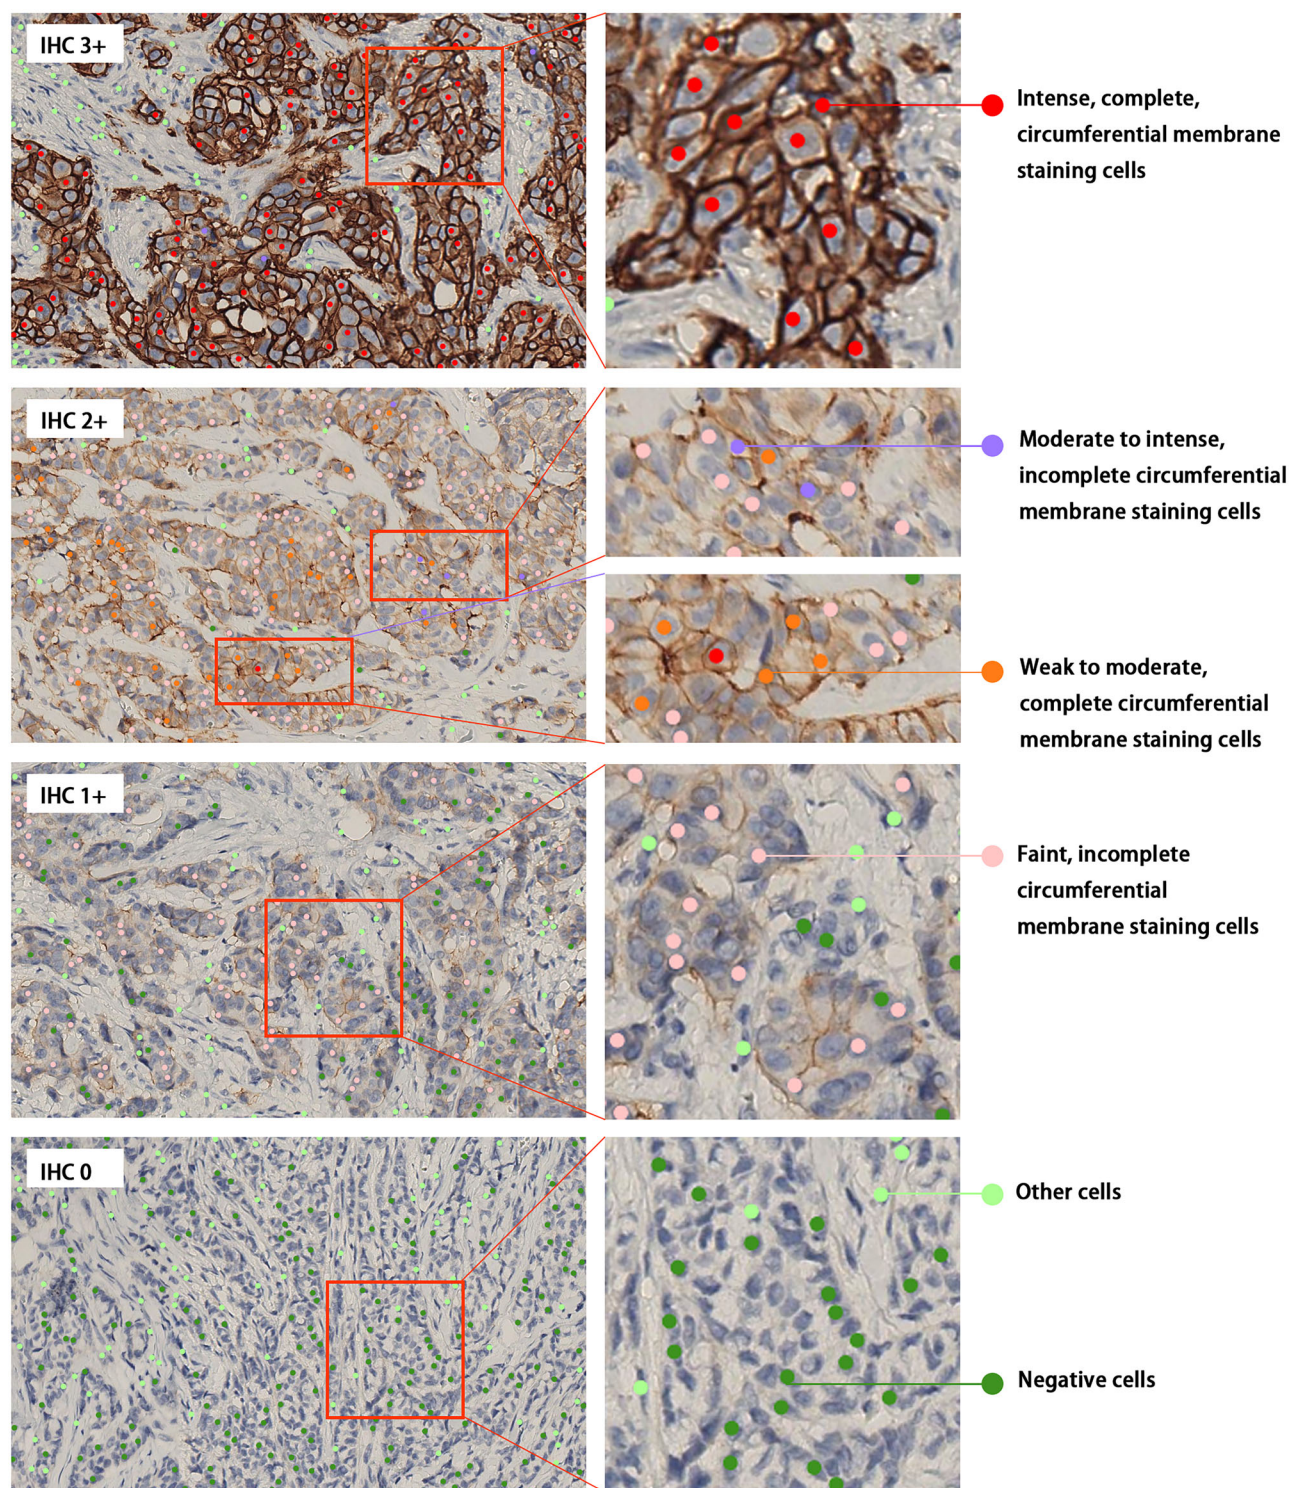 IHC 3+
Intense, complete,
circumferential membrane
staining cells
IHC 2+
Moderate to intense,
incomplete circumferential
membrane staining cells
Weak to moderate,
complete circumferential
membrane staining cells
IHC 1+
Faint, incomplete
circumferential
membrane staining cells
IHC 0
Other cells
Negative cells